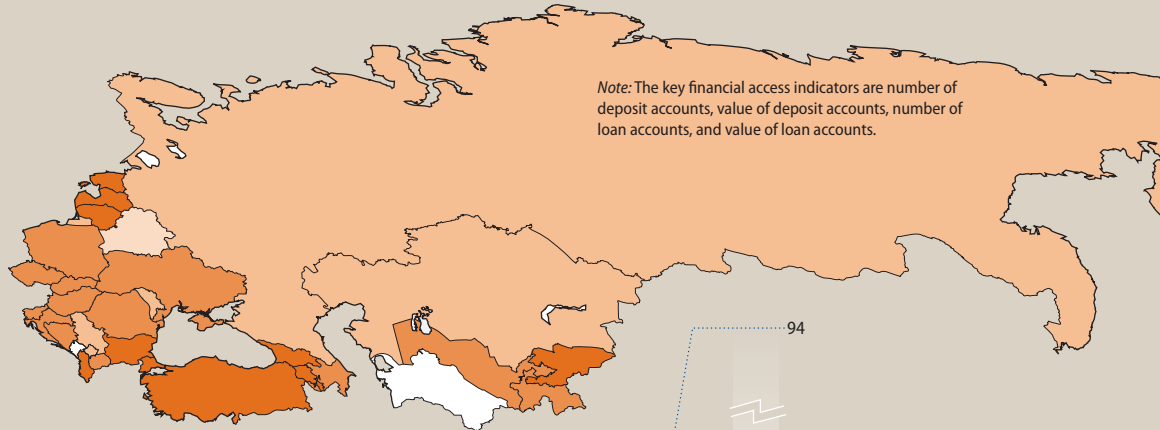 Note: The key financial access indicators are number of
deposit accounts, value of deposit accounts, number of
loan accounts, and value of loan accounts.
94